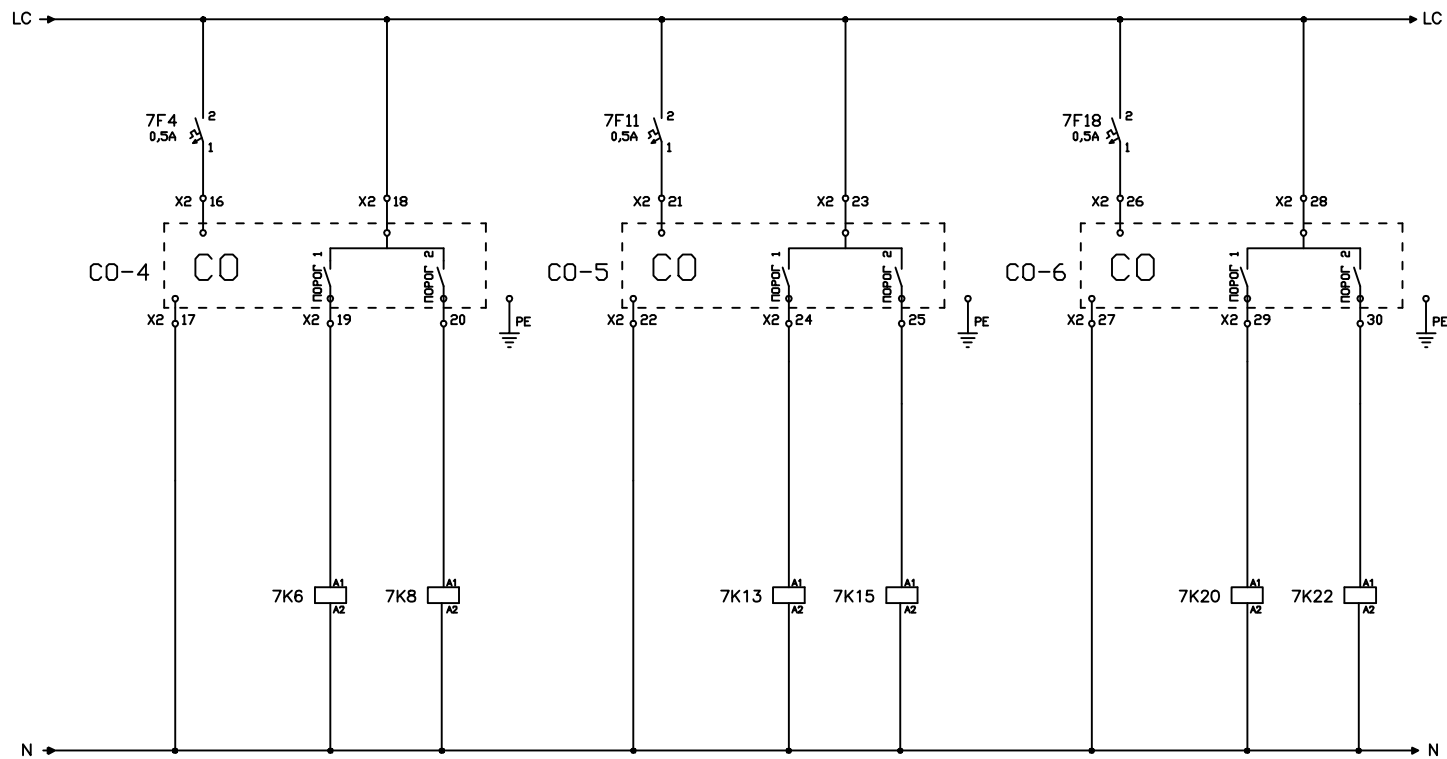 LC LC
2 2 2
7F4 7F11 7F18
0,5A 0,5A 0,5A
1 1 1
X2 16 X2 18 X2 21 X2 23 X2 26 X2 28
CO-4 CO ПОРОГ 1 ПОРОГ 2 CO-5 CO ПОРОГ 1 ПОРОГ 2 CO-6 CO ПОРОГ 1 ПОРОГ 2
X2 17 X2 19 20 PE X2 22 X2 24 25 PE X2 27 X2 29 30 PE
A1 A1 A1 A1 A1 A1
7K6 7K8 7K13 7K15 7K20 7K22
A2 A2 A2 A2 A2 A2
N N